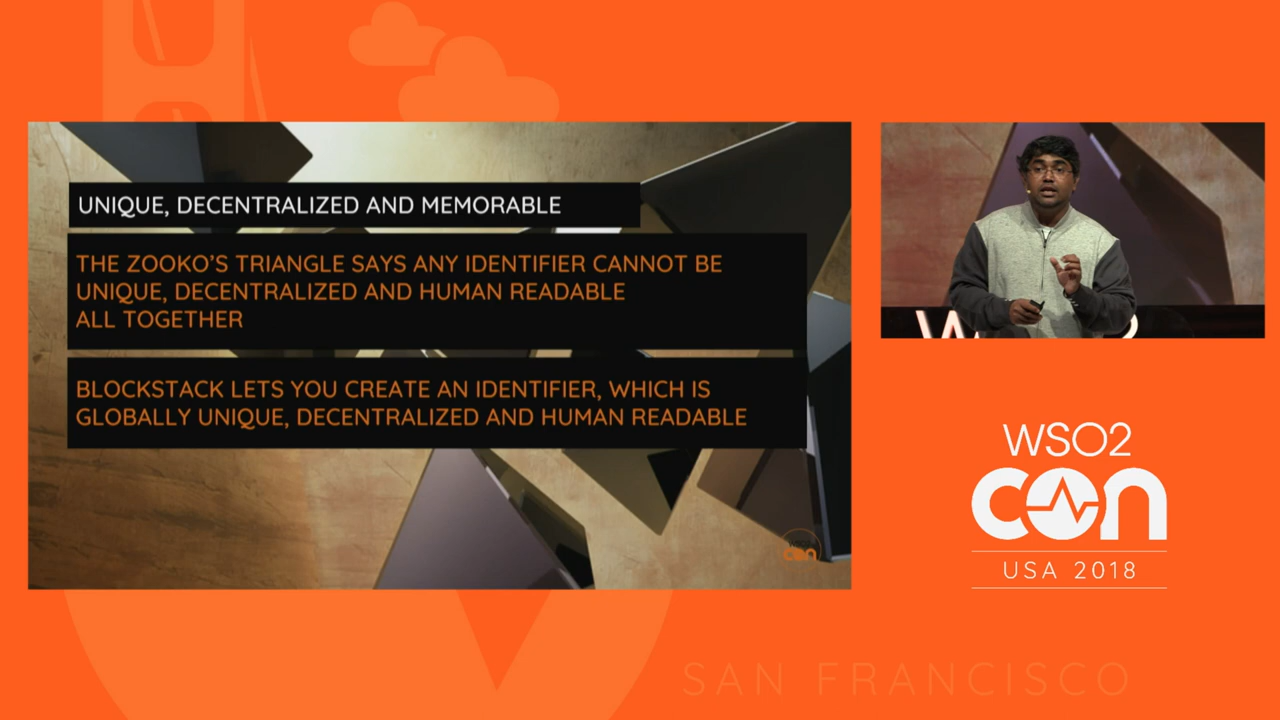 UNIQUE, DECENTRALIZED AND MEMORABLE
THE ZOOKO'S TRIANGLE SAYS ANY IDENTIFIER CANNOT BE
UNIQUE, DECENTRALIZED AND HUMAN READABLE
ALL TOGETHER
BLOCKSTACK LETS YOU CREATE AN IDENTIFIER, WHICH IS
GLOBALLY UNIQUE, DECENTRALIZED AND HUMAN READABLE
con
WSO2
con
USA 2018
SAN FRANCISCO